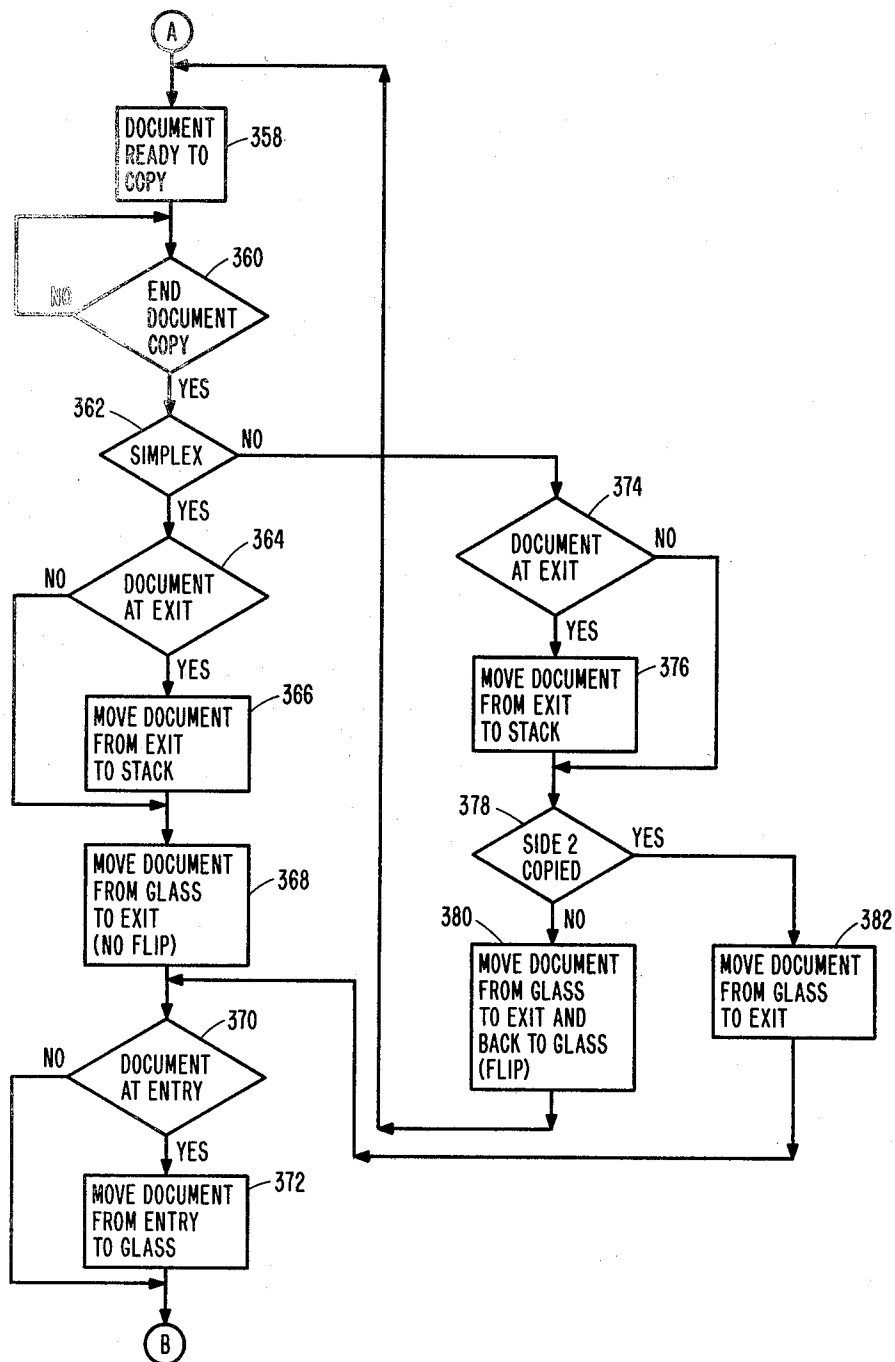 A
DOCUMENT
READY TO
COPY
358
360
END
DOCUMENT
COPY
NO
YES
362
SIMPLEX
NO
YES
364
DOCUMENT
AT EXIT
NO
YES
366
MOVE DOCUMENT
FROM EXIT
TO STACK
368
MOVE DOCUMENT
FROM GLASS
TO EXIT
(NO FLIP)
370
DOCUMENT
AT ENTRY
NO
YES
372
MOVE DOCUMENT
FROM ENTRY
TO GLASS
B
374
DOCUMENT
AT EXIT
NO
YES
376
MOVE DOCUMENT
FROM EXIT
TO STACK
378
SIDE 2
COPIED
YES
NO
380
MOVE DOCUMENT
FROM GLASS
TO EXIT AND
BACK TO GLASS
(FLIP)
382
MOVE DOCUMENT
FROM GLASS
TO EXIT